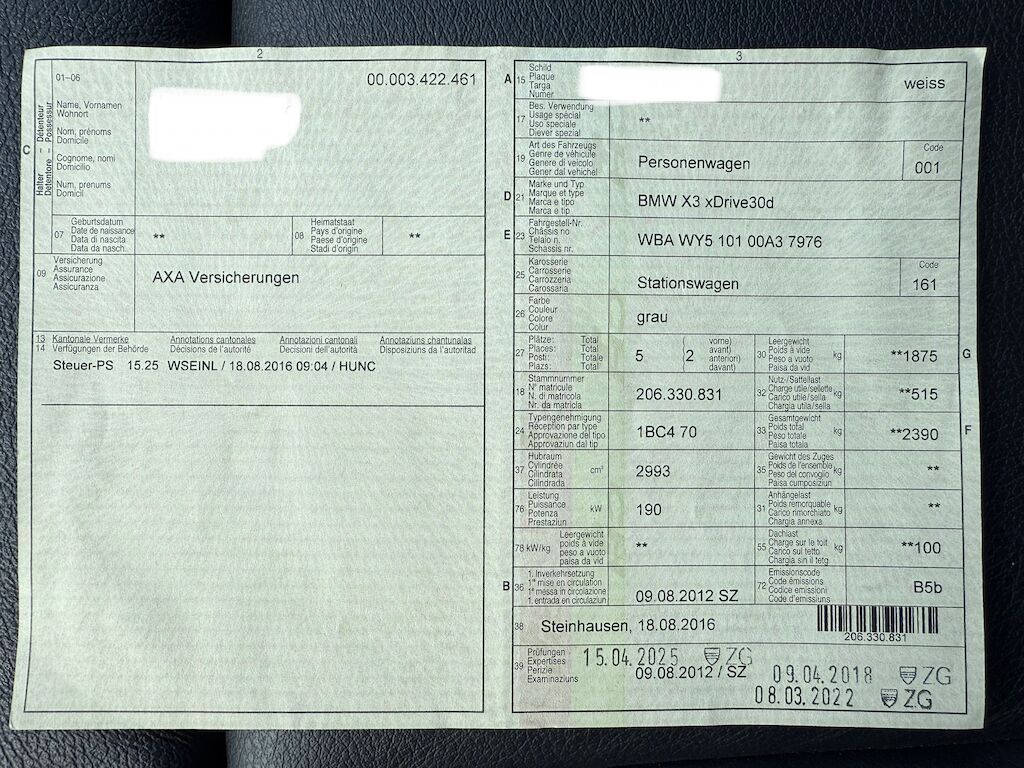 2
01–06
00.003.422.461
C
Halter – Détenteur
Detentore – Possessur
Name, Vornamen
Wohnort
Nom, prénoms
Domicile
Cognome, nomi
Domicilio
Num, prenums
Domicil
07
Geburtsdatum
Date de naissance
Data di nascita
Data da nasch.
**
08
Heimatstaat
Pays d'origine
Paese d'origine
Stadi d'origin
**
09
Versicherung
Assurance
Assicurazione
Assicuranza
AXA Versicherungen
13 Kantonale Vermerke Annotations cantonales Annotazioni cantonali Annotaziuns chantunalas
14 Verfügungen der Behörde Décisions de l'autorité Decisioni dell'autorità Disposiziuns da l'autoritad
Steuer-PS 15.25 WSEINL / 18.08.2016 09:04 / HUNC
3
A 15
Schild
Plaque
Targa
Numer
weiss
17
Bes. Verwendung
Usage spécial
Uso speciale
Diever spezial
**
19
Art des Fahrzeugs
Genre de véhicule
Genere di veicolo
Gener dal vehichel
Personenwagen
Code
001
D 21
Marke und Typ
Marque et type
Marca e tipo
Marca e tip
BMW X3 xDrive30d
E 23
Fahrgestell-Nr.
Châssis no
Telaio n.
Schassis nr.
WBA WY5 101 00A3 7976
25
Karosserie
Carrosserie
Carrozzeria
Carossaria
Stationswagen
Code
161
26
Farbe
Couleur
Colore
Colur
grau
27
Plätze: Total
Places: Total
Posti: Totale
Plazs: Total
5 (2
vorne)
avant)
anteriori)
davant)
30
Leergewicht
Poids à vide
Peso a vuoto
Paisa da vid
kg
**1875
G
18
Stammnummer
N° matricule
N. di matricola
Nr. da matricla
206.330.831
32
Nutz-/Sattellast
Charge utile/sellette
Carico utile/sella
Chargia utila/sella
kg
**515
24
Typengenehmigung
Réception par type
Approvazione del tipo
Approvaziun dal tip
1BC4 70
33
Gesamtgewicht
Poids total
Peso totale
Paisa totala
kg
**2390
F
37
Hubraum
Cylindrée
Cilindrata
Cilindrada
cm³
2993
35
Gewicht des Zuges
Poids de l'ensemble
Peso del convoglio
Paisa cumposiziun
kg
**
76
Leistung
Puissance
Potenza
Prestaziun
kW
190
31
Anhängelast
Poids remorquable
Carico rimorchiato
Chargia annexa
kg
**
78 kW/kg
Leergewicht
poids à vide
peso a vuoto
paisa da vid
**
55
Dachlast
Charge sur le toit
Carico sul tetto
Chargia sin il tetg
kg
**100
B 36
1. Inverkehrsetzung
1re mise en circulation
1a messa in circolazione
1. entrada en circulaziun
09.08.2012 SZ
72
Emissionscode
Code émissions
Codice emissioni
Code d'emissiuns
B5b
38
Steinhausen, 18.08.2016
206.330.831
39
Prüfungen
Expertises
Perizie
Examinaziuns
15.04.2025 ZG
09.08.2012 / SZ
09.04.2018 ZG
08.03.2022 ZG